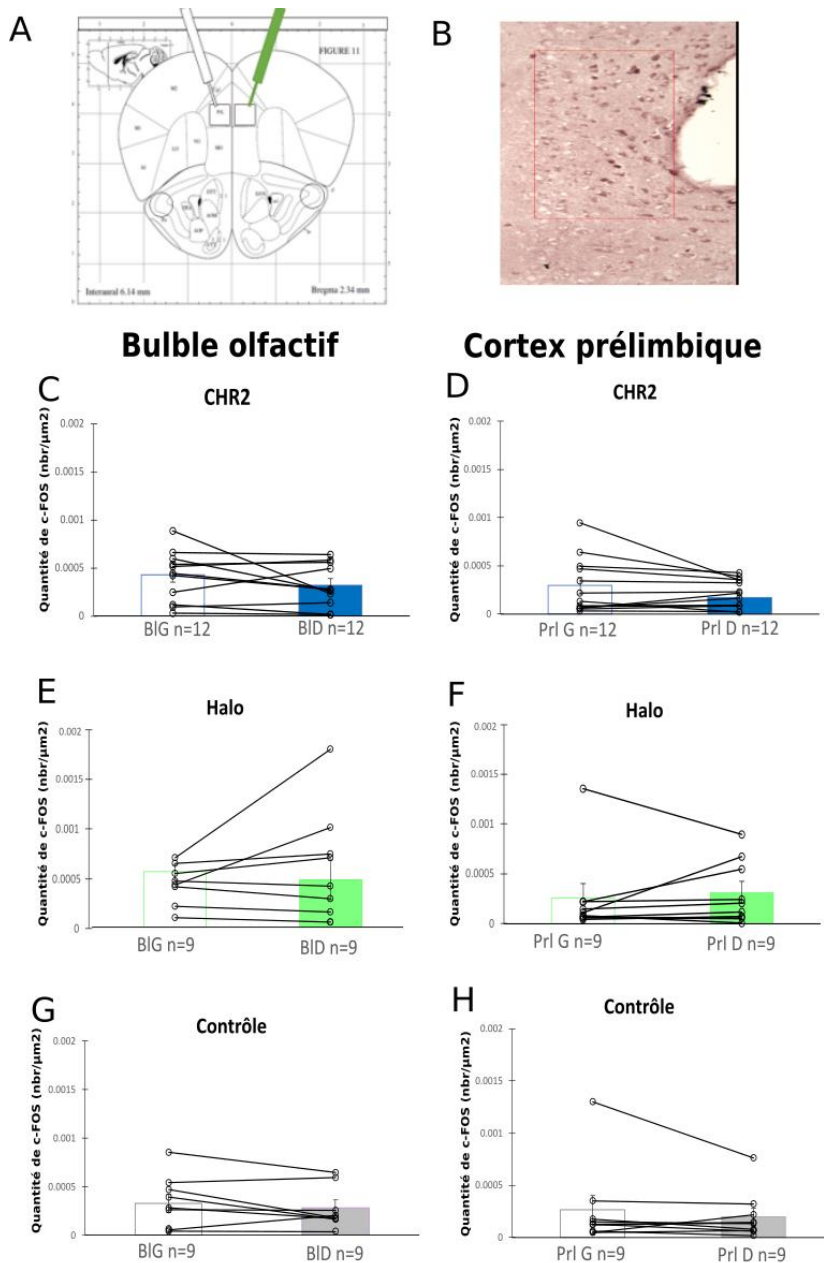 A
B
FIGURE 11
Interaural 6.14 mm
Bregma 2.34 mm
Bulble olfactif
Cortex prélimbique
C
CHR2
Quantité de c-FOS (nbr/µm2)
0.002
0.0015
0.001
0.0005
0
BlG n=12
BlD n=12
D
CHR2
Quantité de c-FOS (nbr/µm2)
0.002
0.0015
0.001
0.0005
0
Prl G n=12
Prl D n=12
E
Halo
Quantité de c-FOS (nbr/µm2)
0.002
0.0015
0.001
0.0005
0
BlG n=9
BlD n=9
F
Halo
Quantité de c-FOS (nbr/µm2)
0.002
0.0015
0.001
0.0005
0
Prl G n=9
Prl D n=9
G
Contrôle
Quantité de c-FOS (nbr/µm2)
0.002
0.0015
0.001
0.0005
0
BlG n=9
BlD n=9
H
Contrôle
Quantité de c-FOS (nbr/µm2)
0.002
0.0015
0.001
0.0005
0
Prl G n=9
Prl D n=9